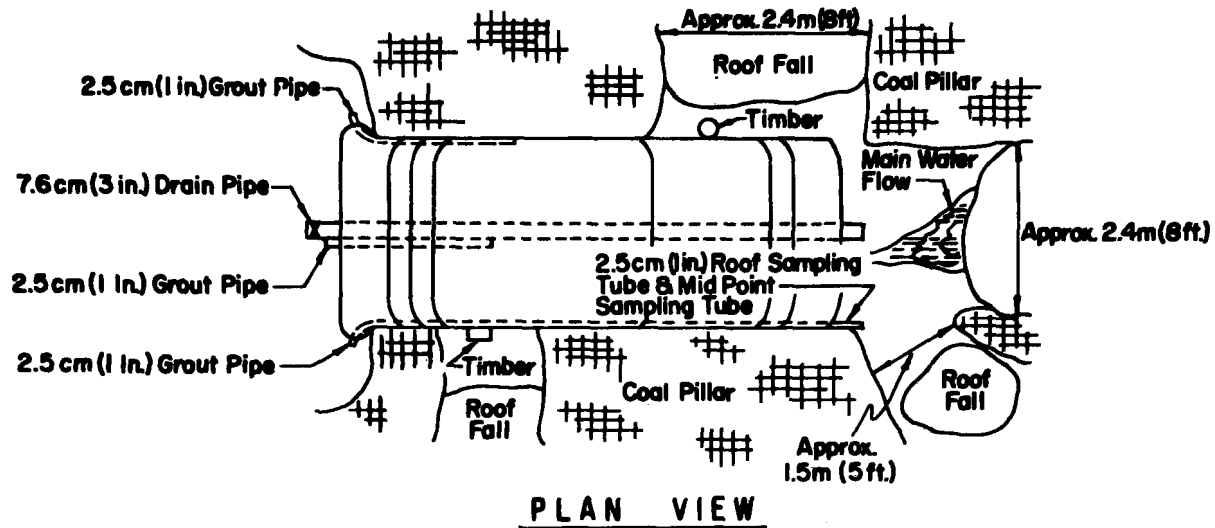 Approx. 2.4m (8ft)
Roof Fall
Coal Pillar
2.5 cm (1 in.) Grout Pipe
Timber
Main Water
Flow
7.6 cm (3 in.) Drain Pipe
Approx. 2.4m (8ft.)
2.5 cm (1 in.) Grout Pipe
2.5 cm (1in.) Roof Sampling
Tube & Mid Point
Sampling Tube
2.5 cm (1 in.) Grout Pipe
Timber
Coal Pillar
Roof
Fall
Roof
Fall
Approx.
1.5m (5 ft.)
PLAN VIEW